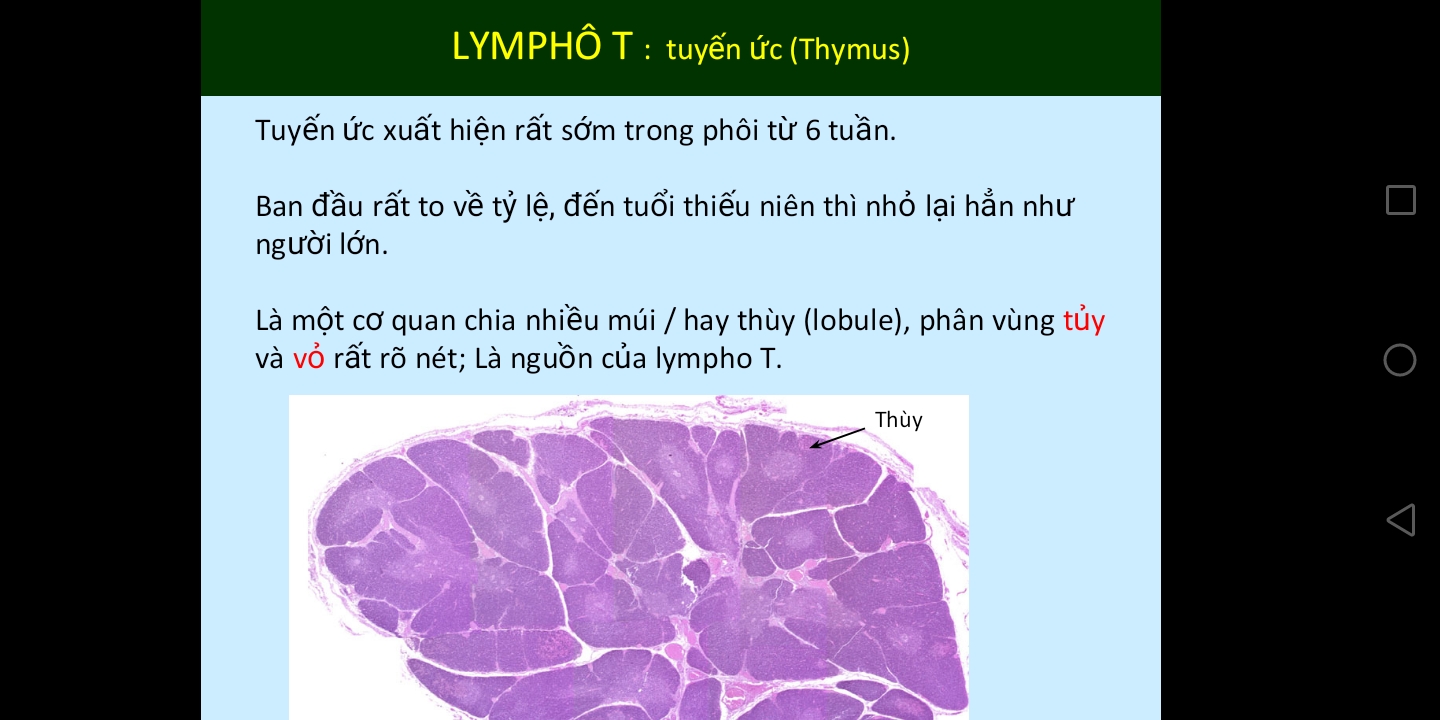 LYMPHÔ T : tuyến ức (Thymus)
Tuyến ức xuất hiện rất sớm trong phôi từ 6 tuần.
Ban đầu rất to về tỷ lệ, đến tuổi thiếu niên thì nhỏ lại hẳn như
người lớn.
Là một cơ quan chia nhiều múi / hay thùy (lobule), phân vùng tủy
và vỏ rất rõ nét; Là nguồn của lympho T.
Thùy